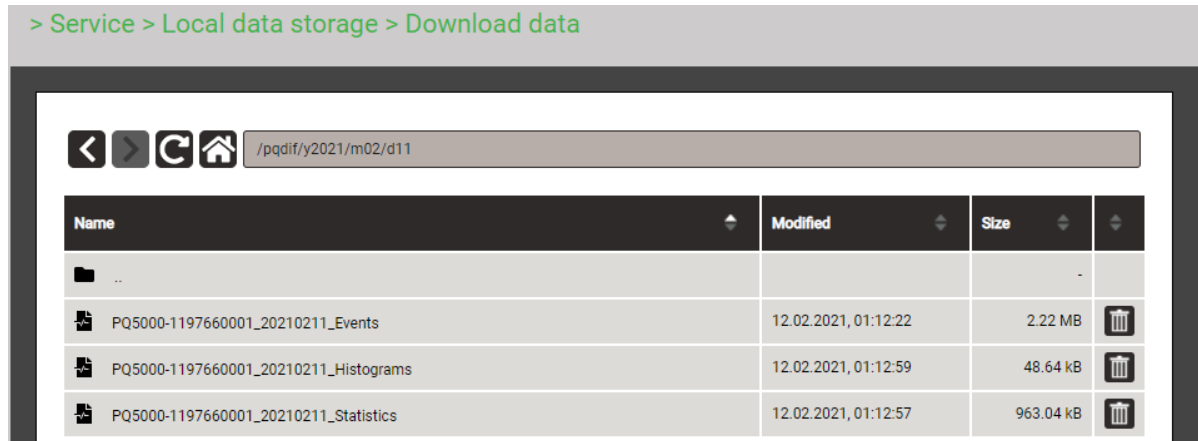 > Service > Local data storage > Download data
/pqdif/y2021/m02/d11
Name Modified Size
.. -
PQ5000-1197660001_20210211_Events 12.02.2021, 01:12:22 2.22 MB
PQ5000-1197660001_20210211_Histograms 12.02.2021, 01:12:59 48.64 kB
PQ5000-1197660001_20210211_Statistics 12.02.2021, 01:12:57 963.04 kB